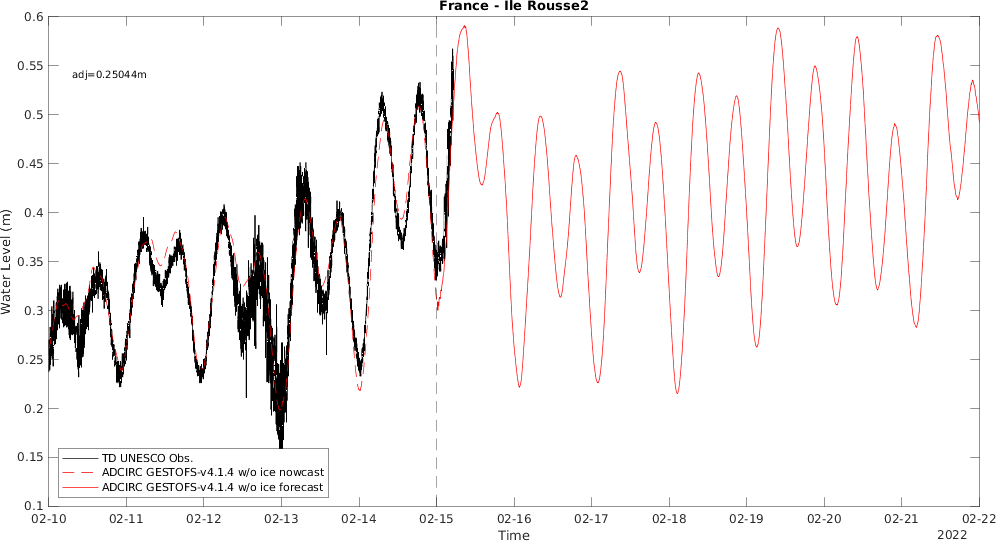 France - Ile Rousse2
adj=0.25044m
Water Level (m)
0.6
0.55
0.5
0.45
0.4
0.35
0.3
0.25
0.2
0.15
0.1
TD UNESCO Obs.
ADCIRC GESTOFS-v4.1.4 w/o ice nowcast
ADCIRC GESTOFS-v4.1.4 w/o ice forecast
02-10 02-11 02-12 02-13 02-14 02-15 02-16 02-17 02-18 02-19 02-20 02-21 02-22
Time
2022